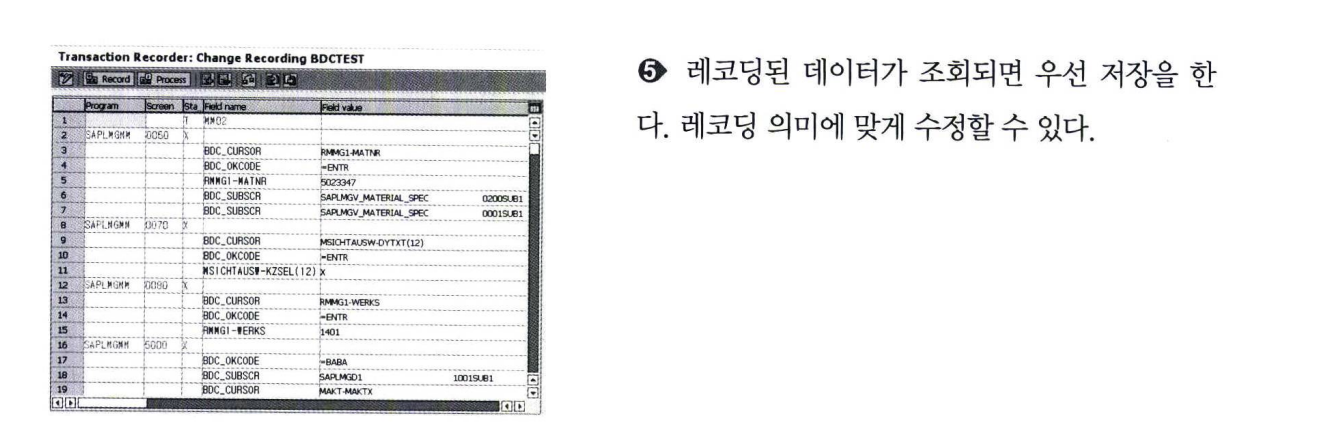 Transaction Recorder: Change Recording BDCTEST
Record Process
Program Screen Sta Field name Field value
1 T MM02
2 SAPLMGMM 0060 X
3 BDC_CURSOR RMMG1-MATNR
4 BDC_OKCODE =ENTR
5 RMMG1-MATNR 5023347
6 BDC_SUBSCR SAPLMGV_MATERIAL_SPEC 0200SUB1
7 BDC_SUBSCR SAPLMGV_MATERIAL_SPEC 0001SUB1
8 SAPLMGMM 0070 X
9 BDC_CURSOR MSICHTAUSW-DYTXT(12)
10 BDC_OKCODE =ENTR
11 MSICHTAUSW-KZSEL(12) X
12 SAPLMGMM 0080 X
13 BDC_CURSOR RMMG1-WERKS
14 BDC_OKCODE =ENTR
15 RMMG1-WERKS 1401
16 SAPLMGMM 5000 X
17 BDC_OKCODE =BABA
18 BDC_SUBSCR SAPLMGD1 1001SUB1
19 BDC_CURSOR MAKT-MAKTX
❺ 레코딩된 데이터가 조회되면 우선 저장을 한
다. 레코딩 의미에 맞게 수정할 수 있다.